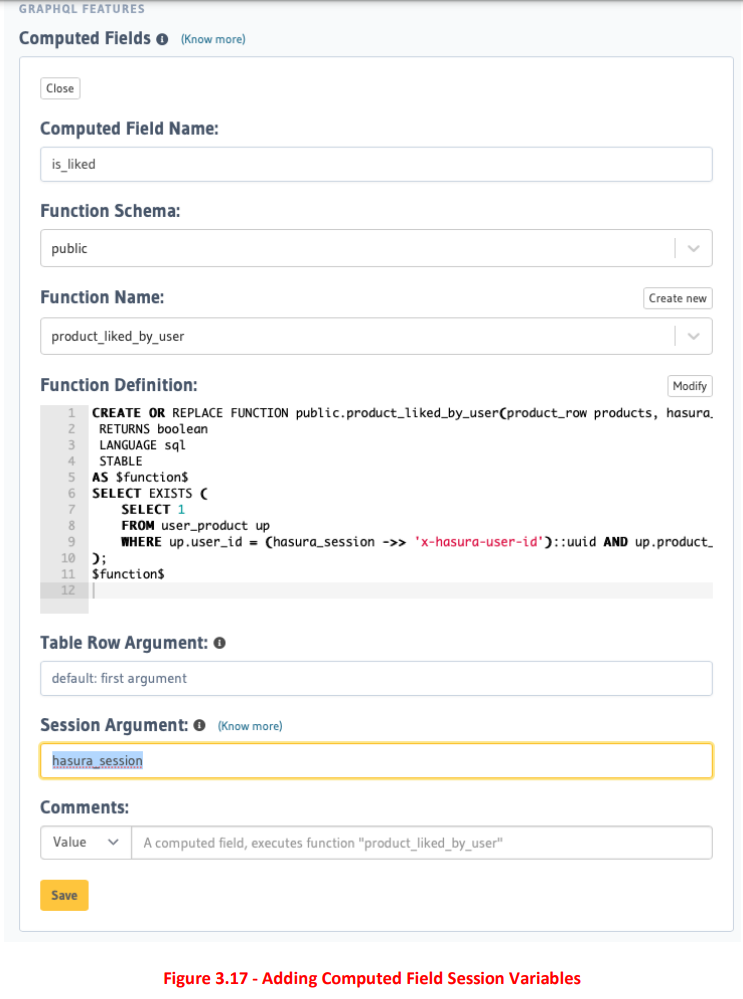 GRAPHQL FEATURES
Computed Fields (Know more)
Close
Computed Field Name:
is_liked
Function Schema:
public
Function Name:
Create new
product_liked_by_user
Function Definition:
Modify
1 CREATE OR REPLACE FUNCTION public.product_liked_by_user(product_row products, hasura_
2 RETURNS boolean
3 LANGUAGE sql
4 STABLE
5 AS $function$
6 SELECT EXISTS (
7 SELECT 1
8 FROM user_product up
9 WHERE up.user_id = (hasura_session ->> 'x-hasura-user-id')::uuid AND up.product_
10 );
11 $function$
12
Table Row Argument:
default: first argument
Session Argument: (Know more)
hasura_session
Comments:
Value A computed field, executes function "product_liked_by_user"
Save
Figure 3.17 - Adding Computed Field Session Variables